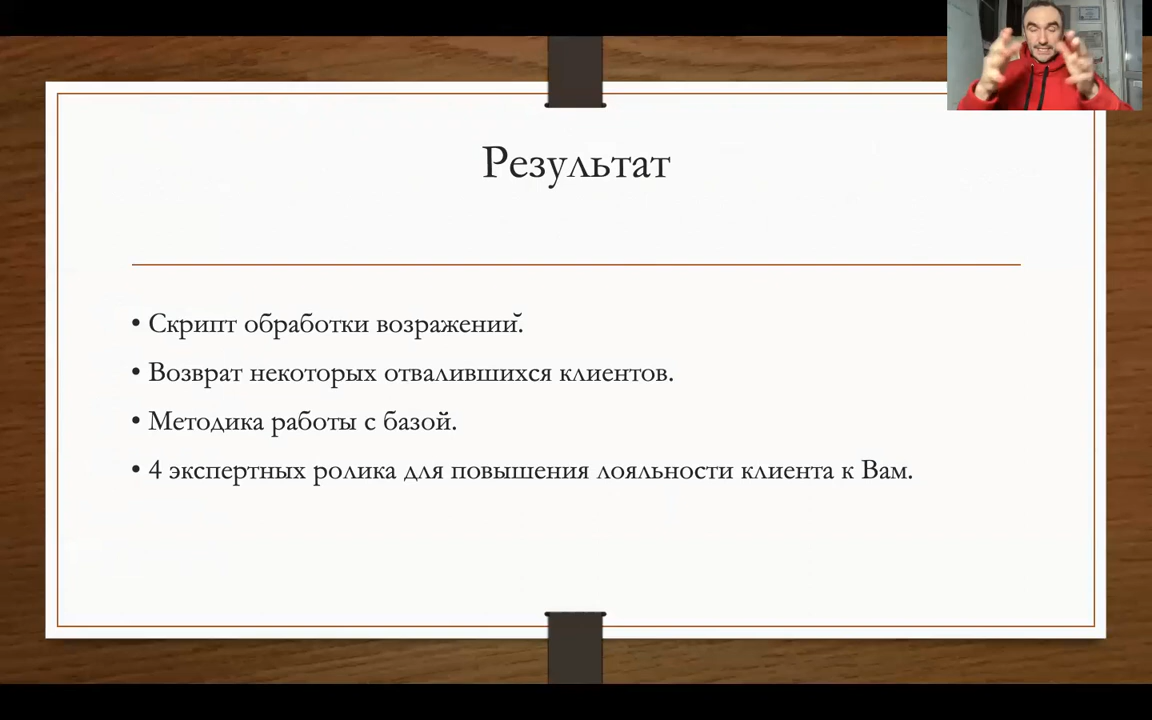 Результат
• Скрипт обработки возражений.
• Возврат некоторых отвалившихся клиентов.
• Методика работы с базой.
• 4 экспертных ролика для повышения лояльности клиента к Вам.